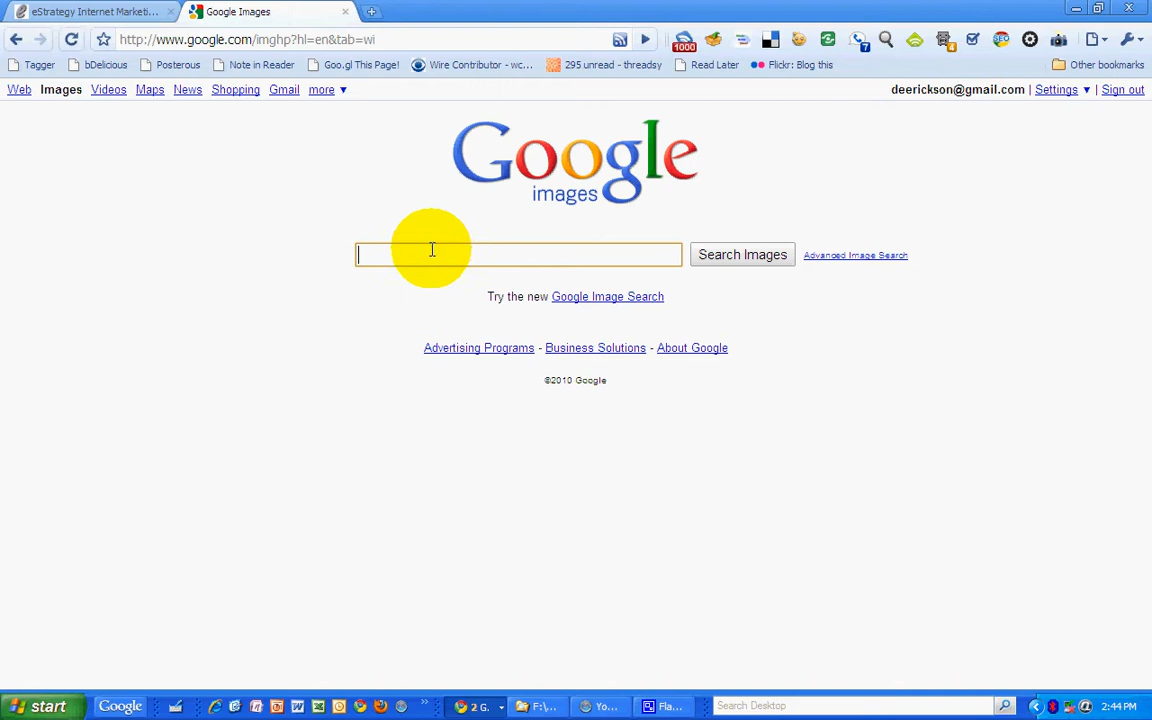 eStrategy Internet Marketi...
Google Images
http://www.google.com/imghp?hl=en&tab=wi
1000
7
4
SEO
Tagger
bDelicious
Posterous
Note in Reader
Goo.gl This Page!
Wire Contributor - wc...
295 unread - threadsy
Read Later
Flickr: Blog this
Other bookmarks
Web Images Videos Maps News Shopping Gmail more ▼
deerickson@gmail.com | Settings ▼ | Sign out
Google
images
Search Images
Advanced Image Search
Try the new Google Image Search
Advertising Programs - Business Solutions - About Google
©2010 Google
start
Google
2 G.
F:\...
Yo...
Fla...
Search Desktop
2:44 PM